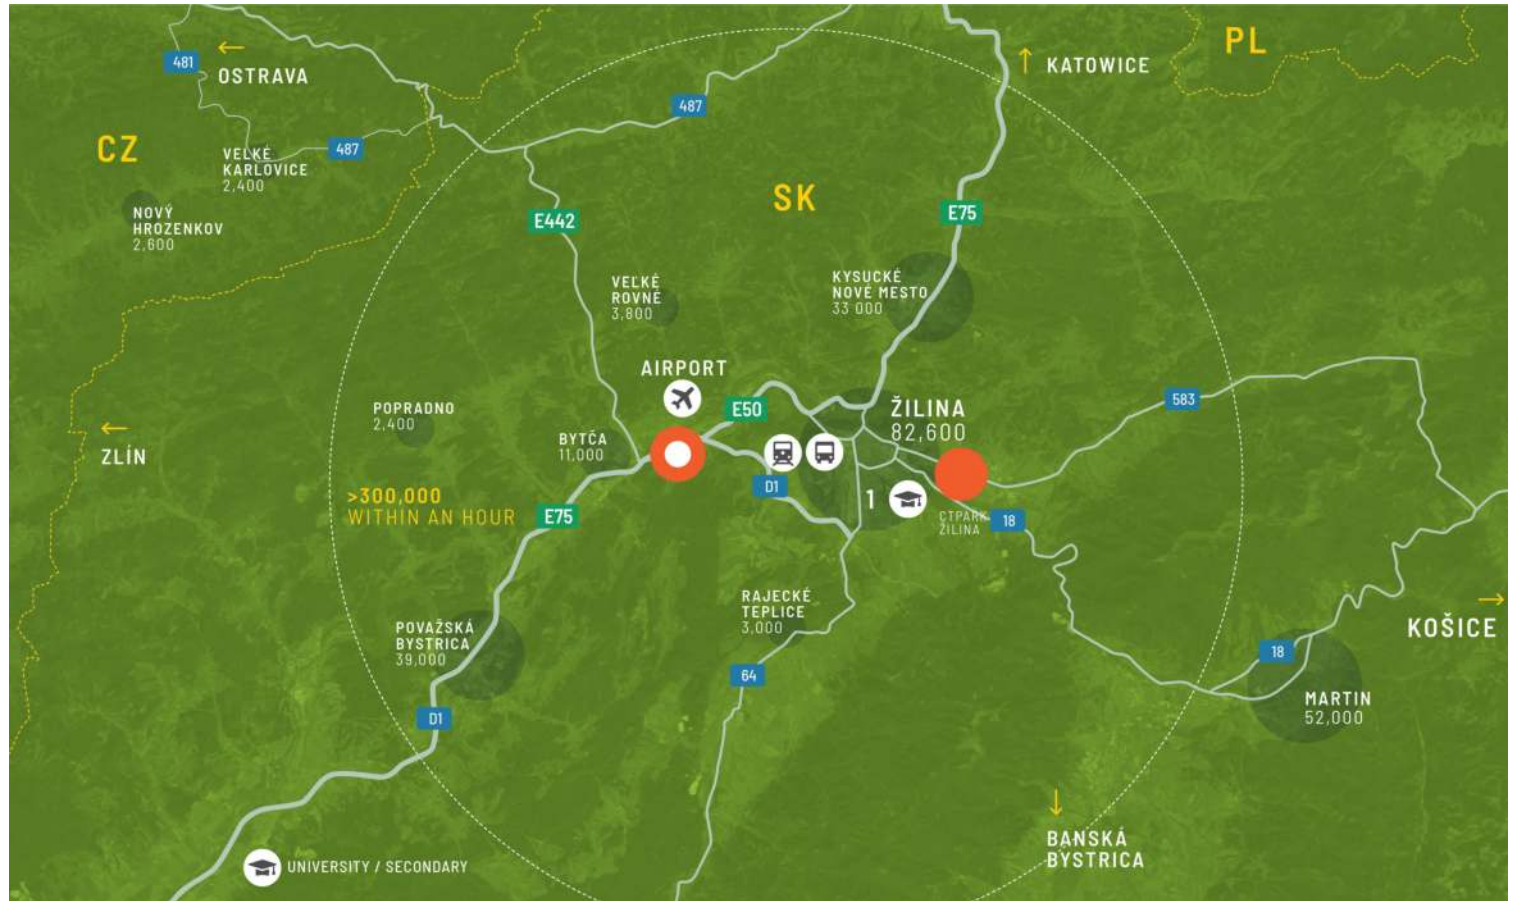 PL
481
OSTRAVA
KATOWICE
487
CZ
487
VELKÉ
KARLOVICE
2,400
SK
NOVÝ
HROZENKOV
2,600
E442
E75
VEĽKÉ
ROVNÉ
3,800
KYSUCKÉ
NOVÉ MESTO
33 000
AIRPORT
E50
583
POPRADNO
2,400
ŽILINA
82,600
BYTČA
11,000
ZLÍN
D1
>300,000
WITHIN AN HOUR
E75
1
CTPARK
ŽILINA
18
RAJECKÉ
TEPLICE
3,000
KOŠICE
POVAŽSKÁ
BYSTRICA
39,000
18
64
MARTIN
52,000
D1
BANSKÁ
BYSTRICA
UNIVERSITY / SECONDARY